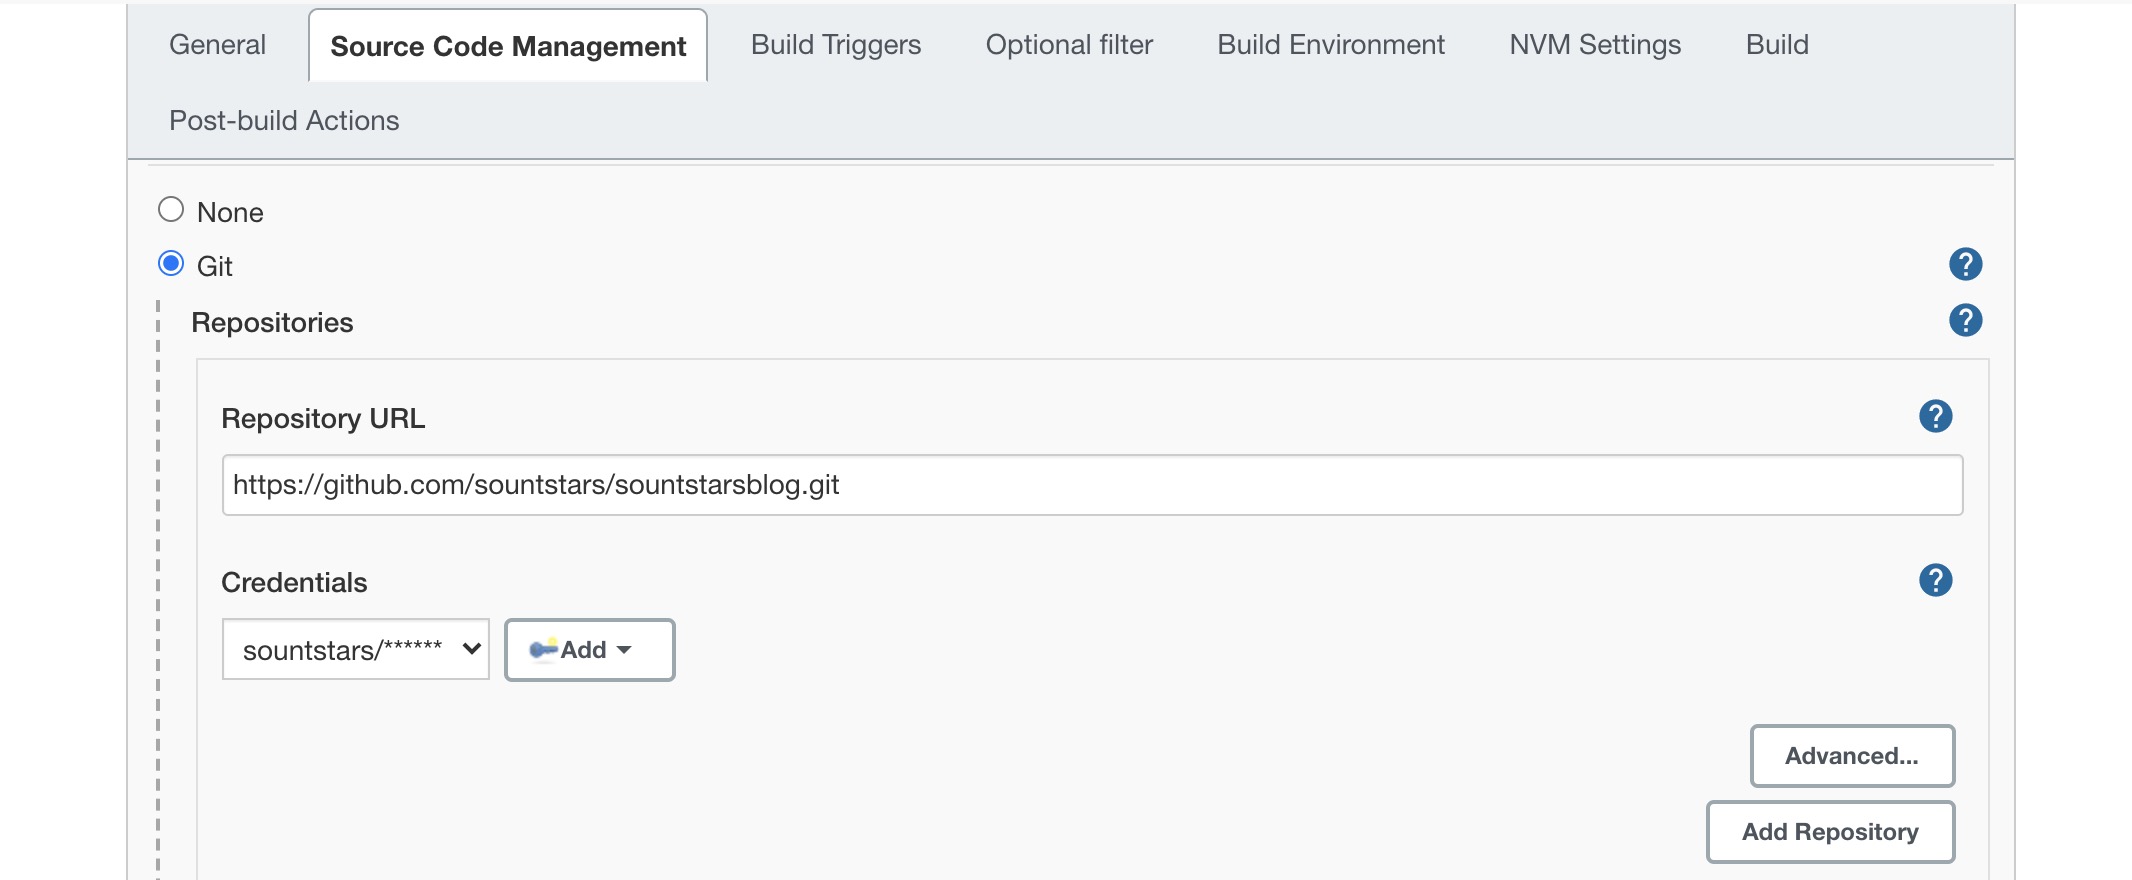 General Source Code Management Build Triggers Optional filter Build Environment NVM Settings Build
Post-build Actions
None
Git
?
Repositories
?
Repository URL
?
https://github.com/sountstars/sountstarsblog.git
Credentials
?
sountstars/****** Add
Advanced...
Add Repository